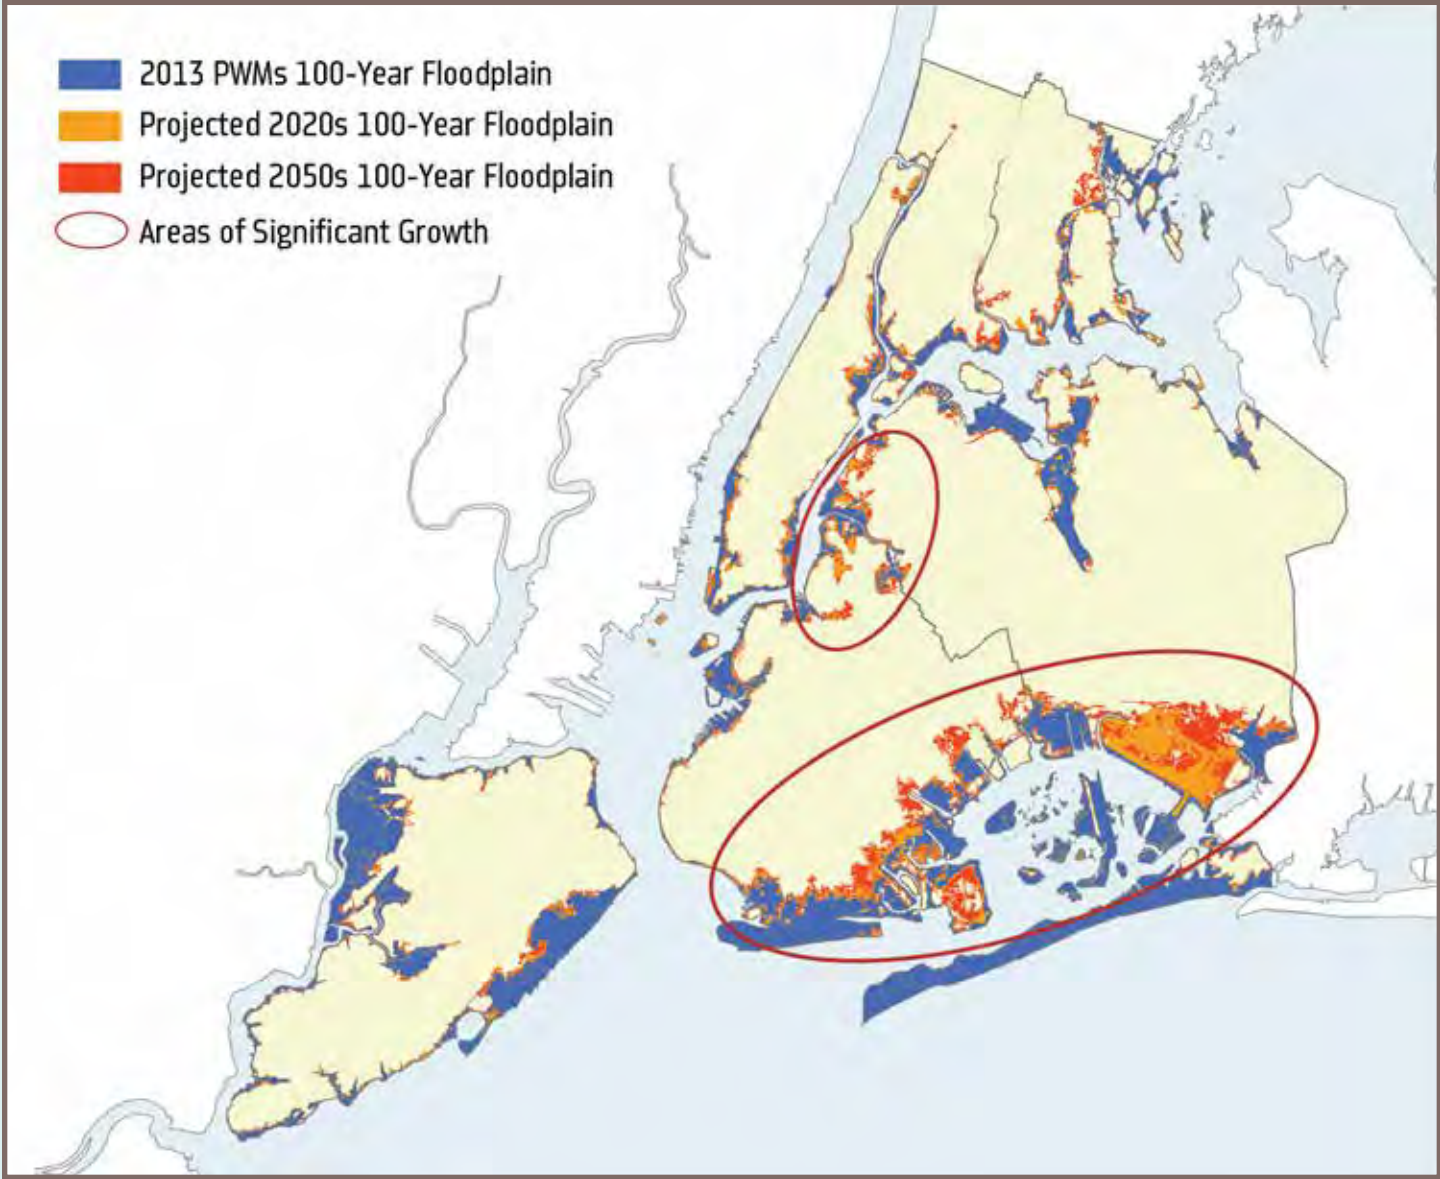 2013 PWMs 100-Year Floodplain
Projected 2020s 100-Year Floodplain
Projected 2050s 100-Year Floodplain
Areas of Significant Growth